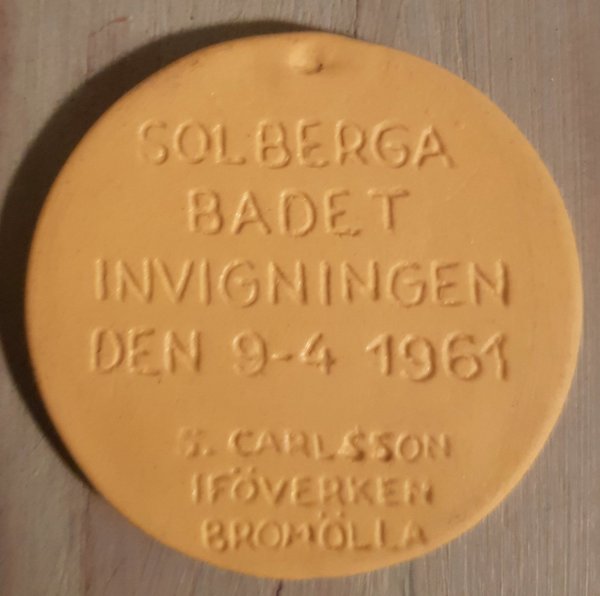 SOLBERGA
BADET
INVIGNINGEN
DEN 9-4 1961
S. CARLSSON
IFÖVERKEN
BROMÖLLA